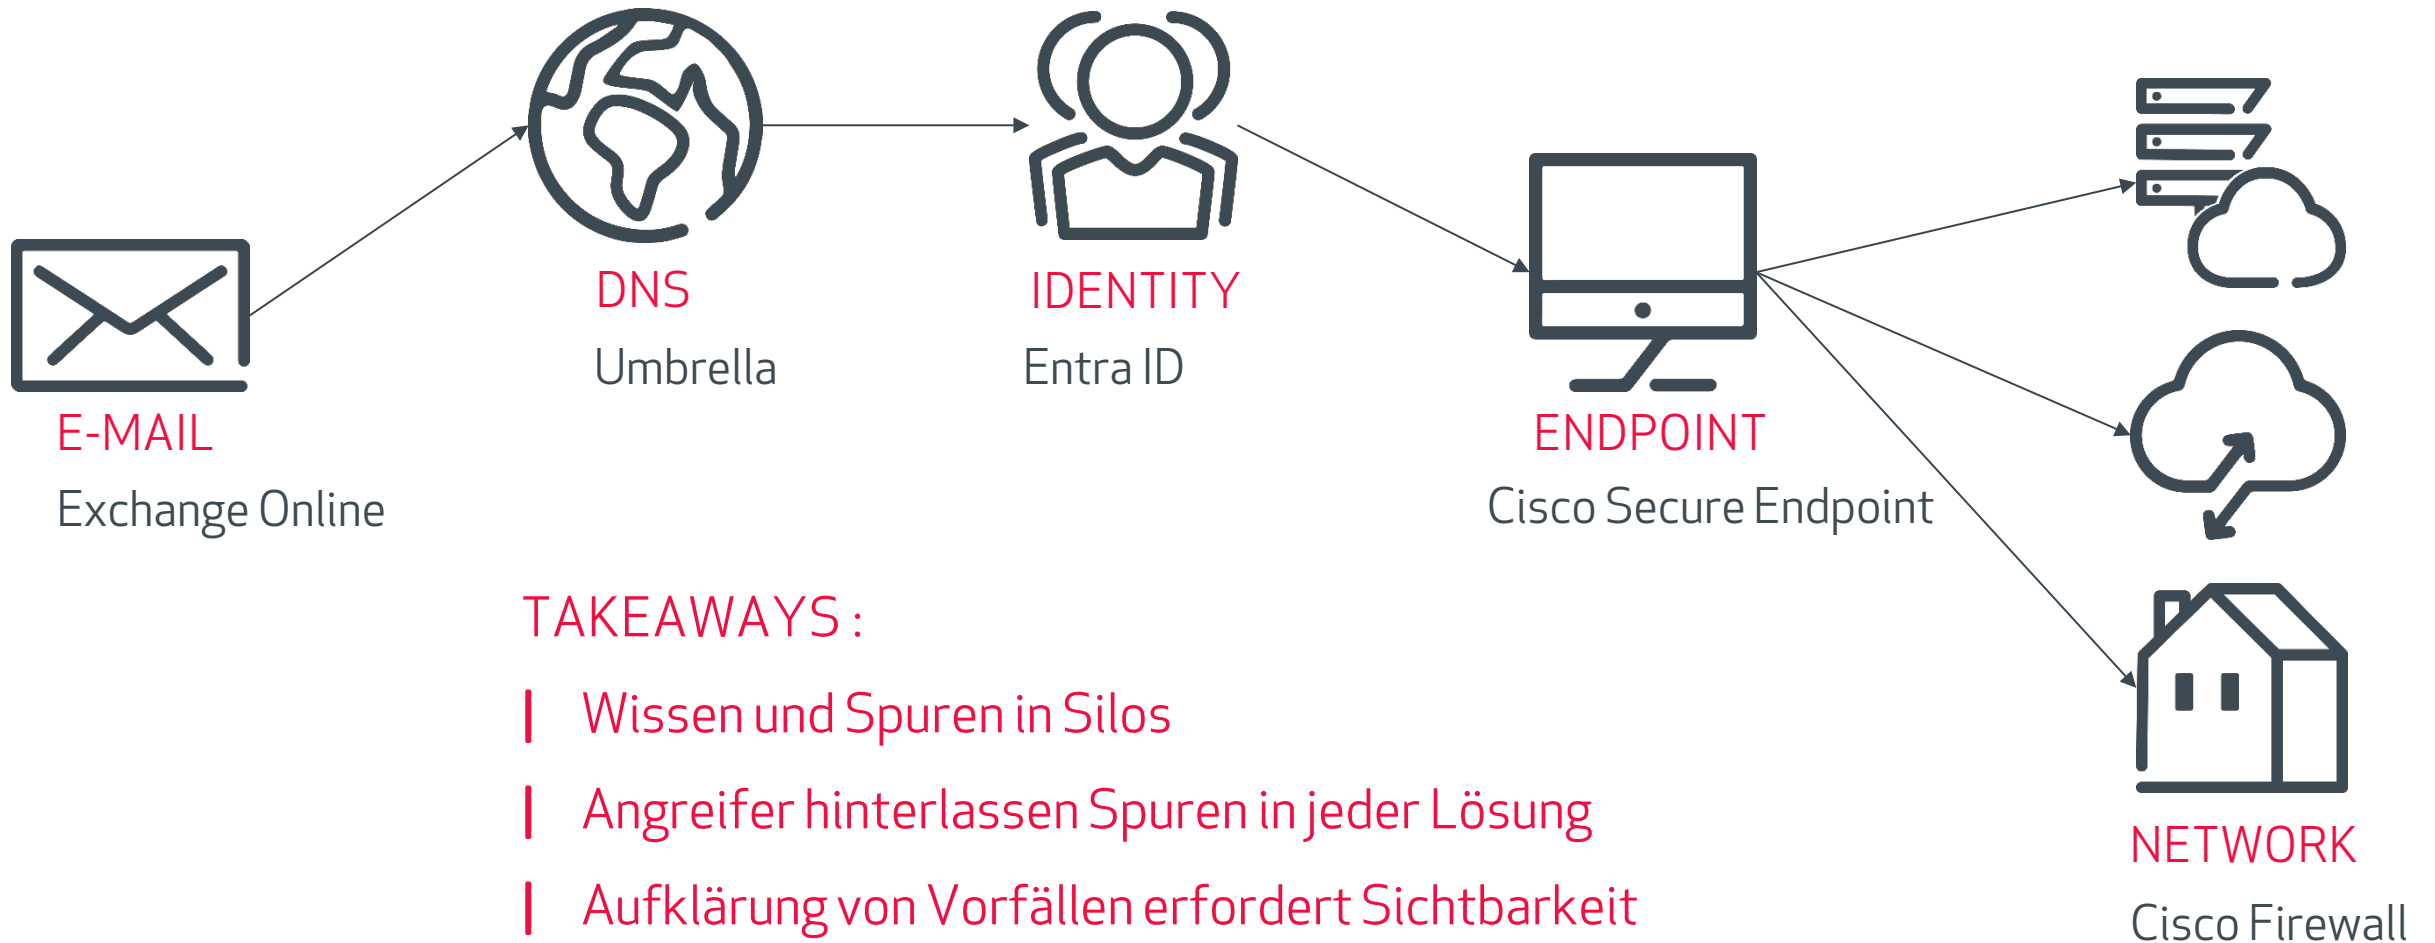 E-MAIL
Exchange Online
DNS
Umbrella
IDENTITY
Entra ID
ENDPOINT
Cisco Secure Endpoint
NETWORK
Cisco Firewall
TAKEAWAYS :
| Wissen und Spuren in Silos
| Angreifer hinterlassen Spuren in jeder Lösung
| Aufklärung von Vorfällen erfordert Sichtbarkeit